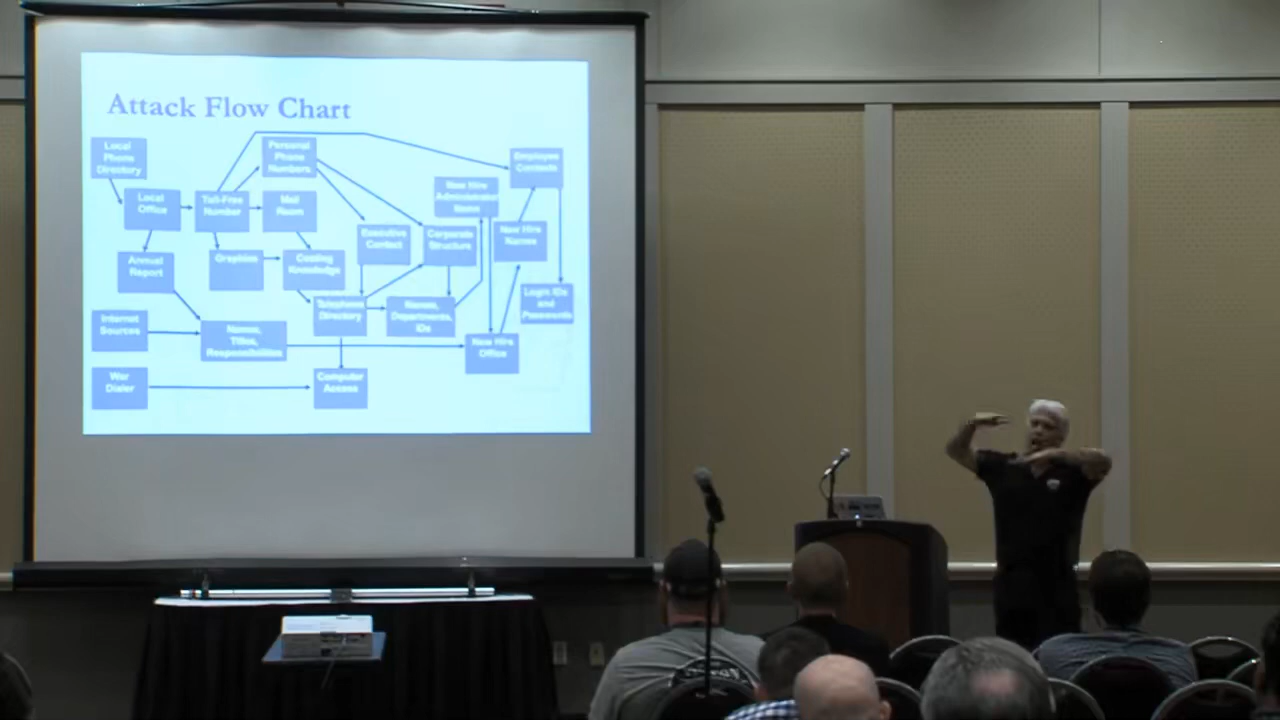 Attack Flow Chart
Local
Phone
Directory
Personal
Phone
Numbers
Employee
Contacts
Local
Office
Toll-Free
Number
Mail
Room
New Hire
Administrator
Executive
Contact
Corporate
Structure
New Hire
Names
Annual
Report
Graphics
Costing
Knowledge
Telephone
Directory
Names,
Departments,
IDs
Login IDs
and
Passwords
Internet
Sources
Names,
Titles,
Responsibilities
New Hire
Office
War
Dialer
Computer
Access